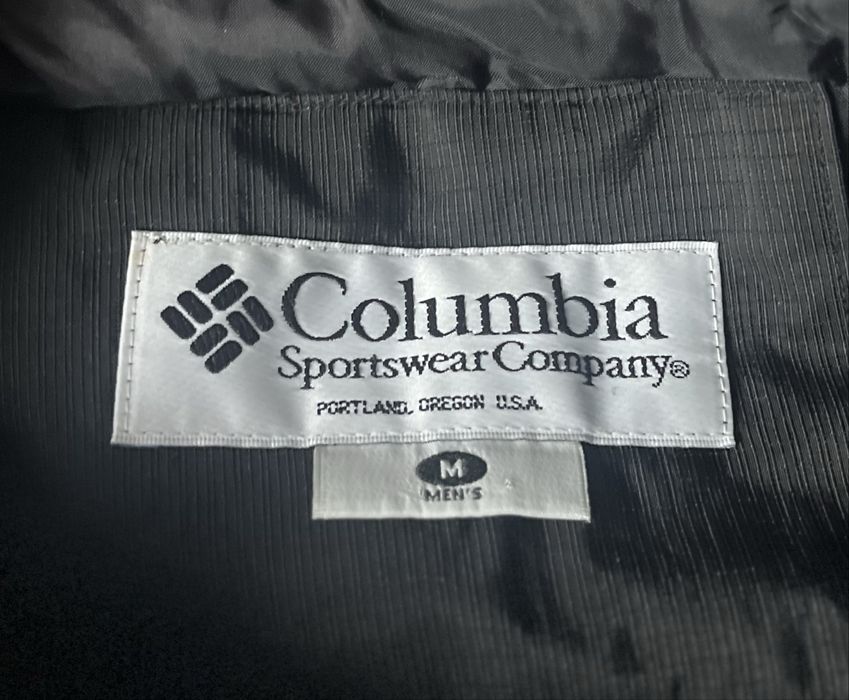 Columbia
Sportswear Company®
PORTLAND, OREGON U.S.A.
M
MEN'S